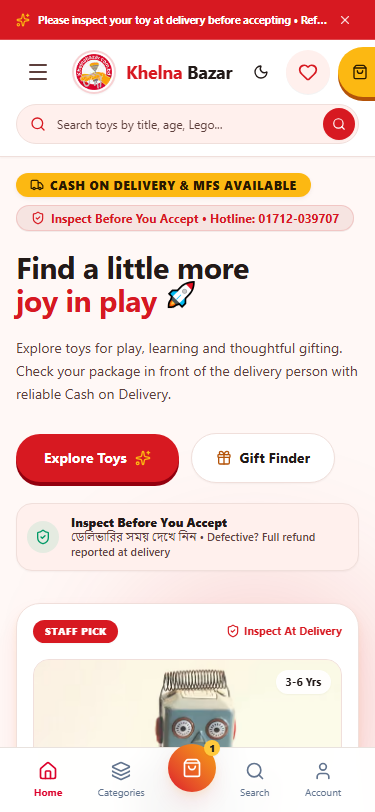 Please inspect your toy at delivery before accepting • Ref...
Khelna Bazar
Search toys by title, age, Lego...
CASH ON DELIVERY & MFS AVAILABLE
Inspect Before You Accept • Hotline: 01712-039707
Find a little more
joy in play
Explore toys for play, learning and thoughtful gifting.
Check your package in front of the delivery person with
reliable Cash on Delivery.
Explore Toys
Gift Finder
Inspect Before You Accept
ডেলিভারির সময় দেখে নিন • Defective? Full refund
reported at delivery
STAFF PICK
Inspect At Delivery
3-6 Yrs
1
Home
Categories
Search
Account